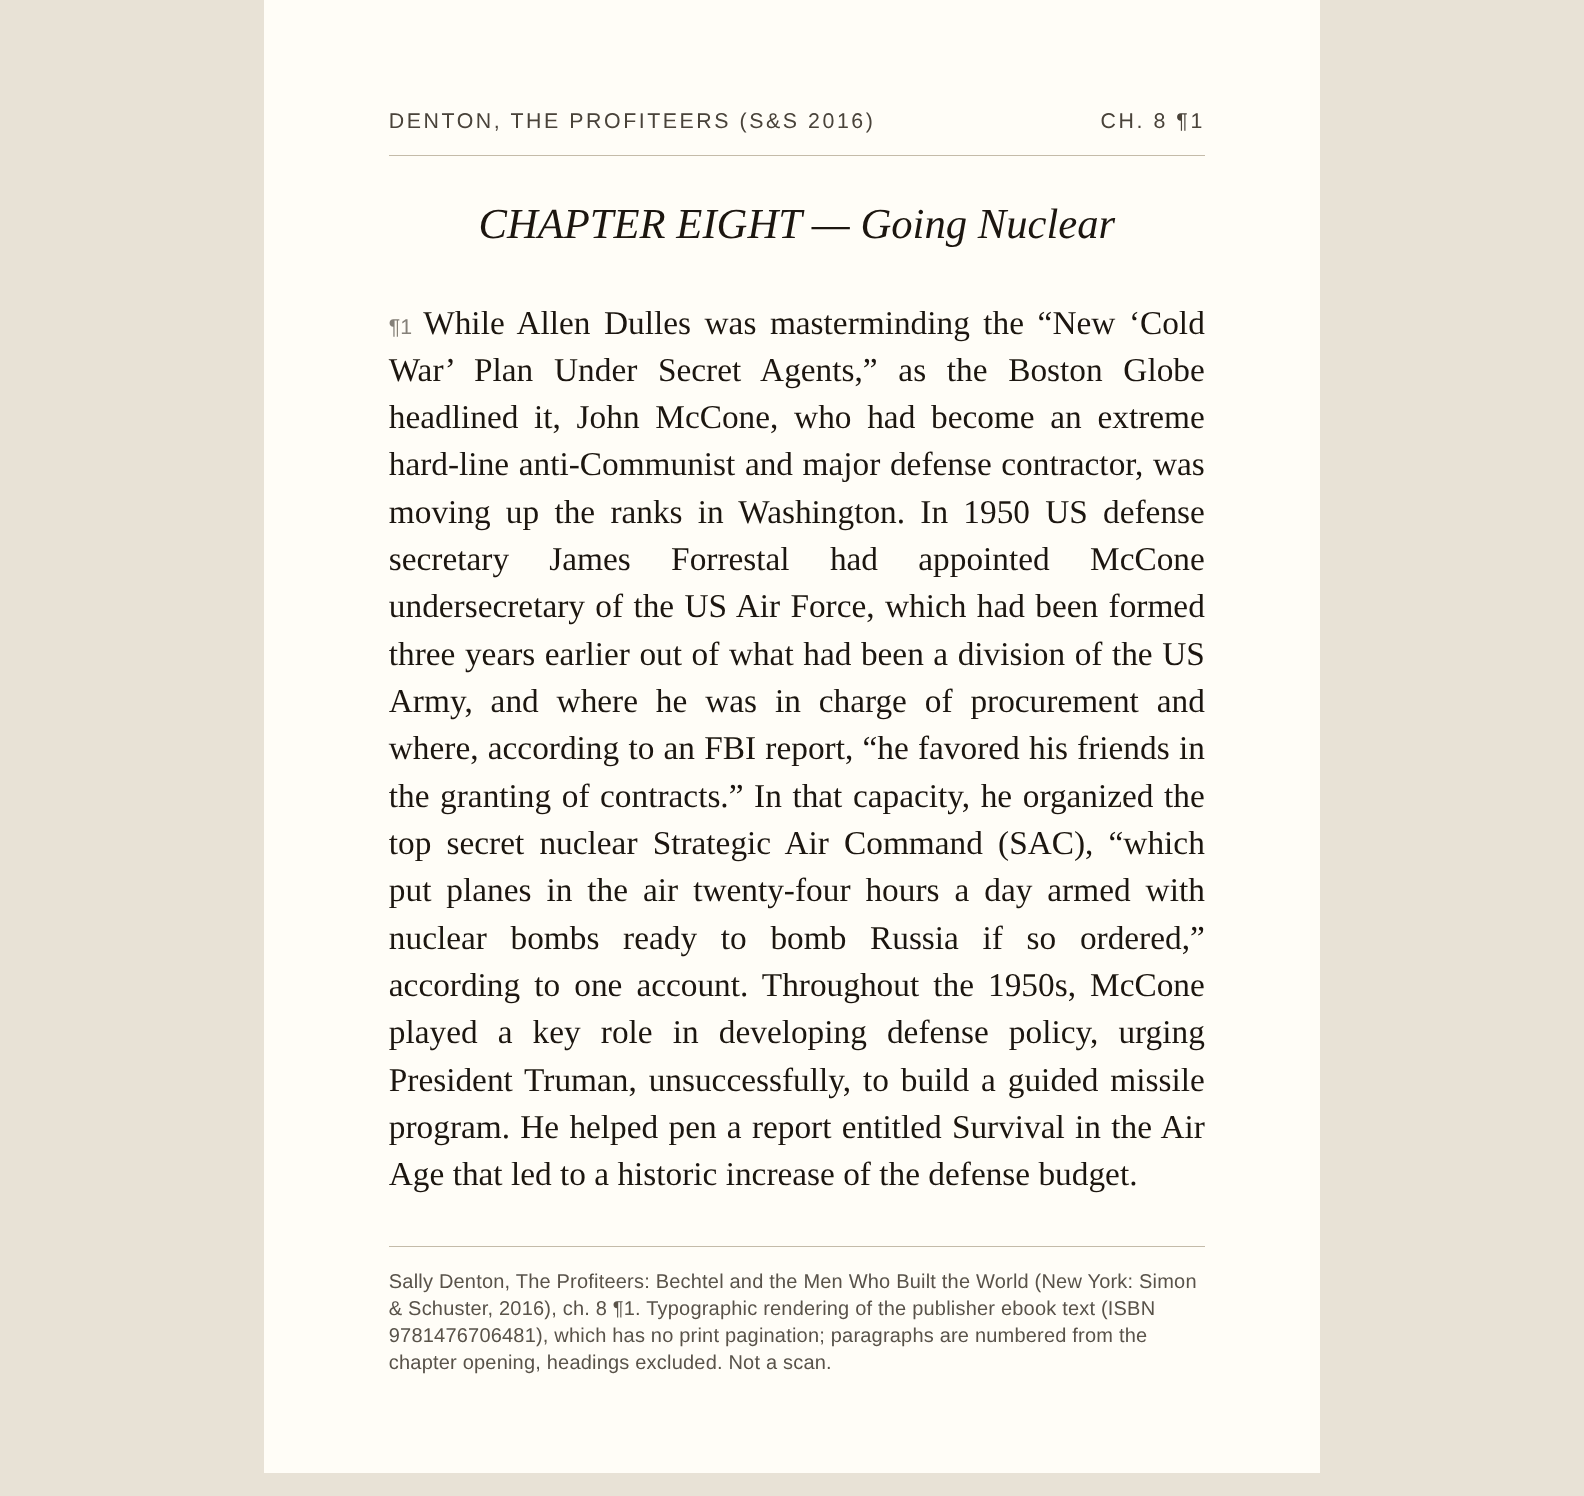 DENTON, THE PROFITEERS (S&S 2016) CH. 8 ¶1
CHAPTER EIGHT — Going Nuclear
¶1 While Allen Dulles was masterminding the “New ‘Cold
War’ Plan Under Secret Agents,” as the Boston Globe
headlined it, John McCone, who had become an extreme
hard-line anti-Communist and major defense contractor, was
moving up the ranks in Washington. In 1950 US defense
secretary James Forrestal had appointed McCone
undersecretary of the US Air Force, which had been formed
three years earlier out of what had been a division of the US
Army, and where he was in charge of procurement and
where, according to an FBI report, “he favored his friends in
the granting of contracts.” In that capacity, he organized the
top secret nuclear Strategic Air Command (SAC), “which
put planes in the air twenty-four hours a day armed with
nuclear bombs ready to bomb Russia if so ordered,”
according to one account. Throughout the 1950s, McCone
played a key role in developing defense policy, urging
President Truman, unsuccessfully, to build a guided missile
program. He helped pen a report entitled Survival in the Air
Age that led to a historic increase of the defense budget.
Sally Denton, The Profiteers: Bechtel and the Men Who Built the World (New York: Simon
& Schuster, 2016), ch. 8 ¶1. Typographic rendering of the publisher ebook text (ISBN
9781476706481), which has no print pagination; paragraphs are numbered from the
chapter opening, headings excluded. Not a scan.